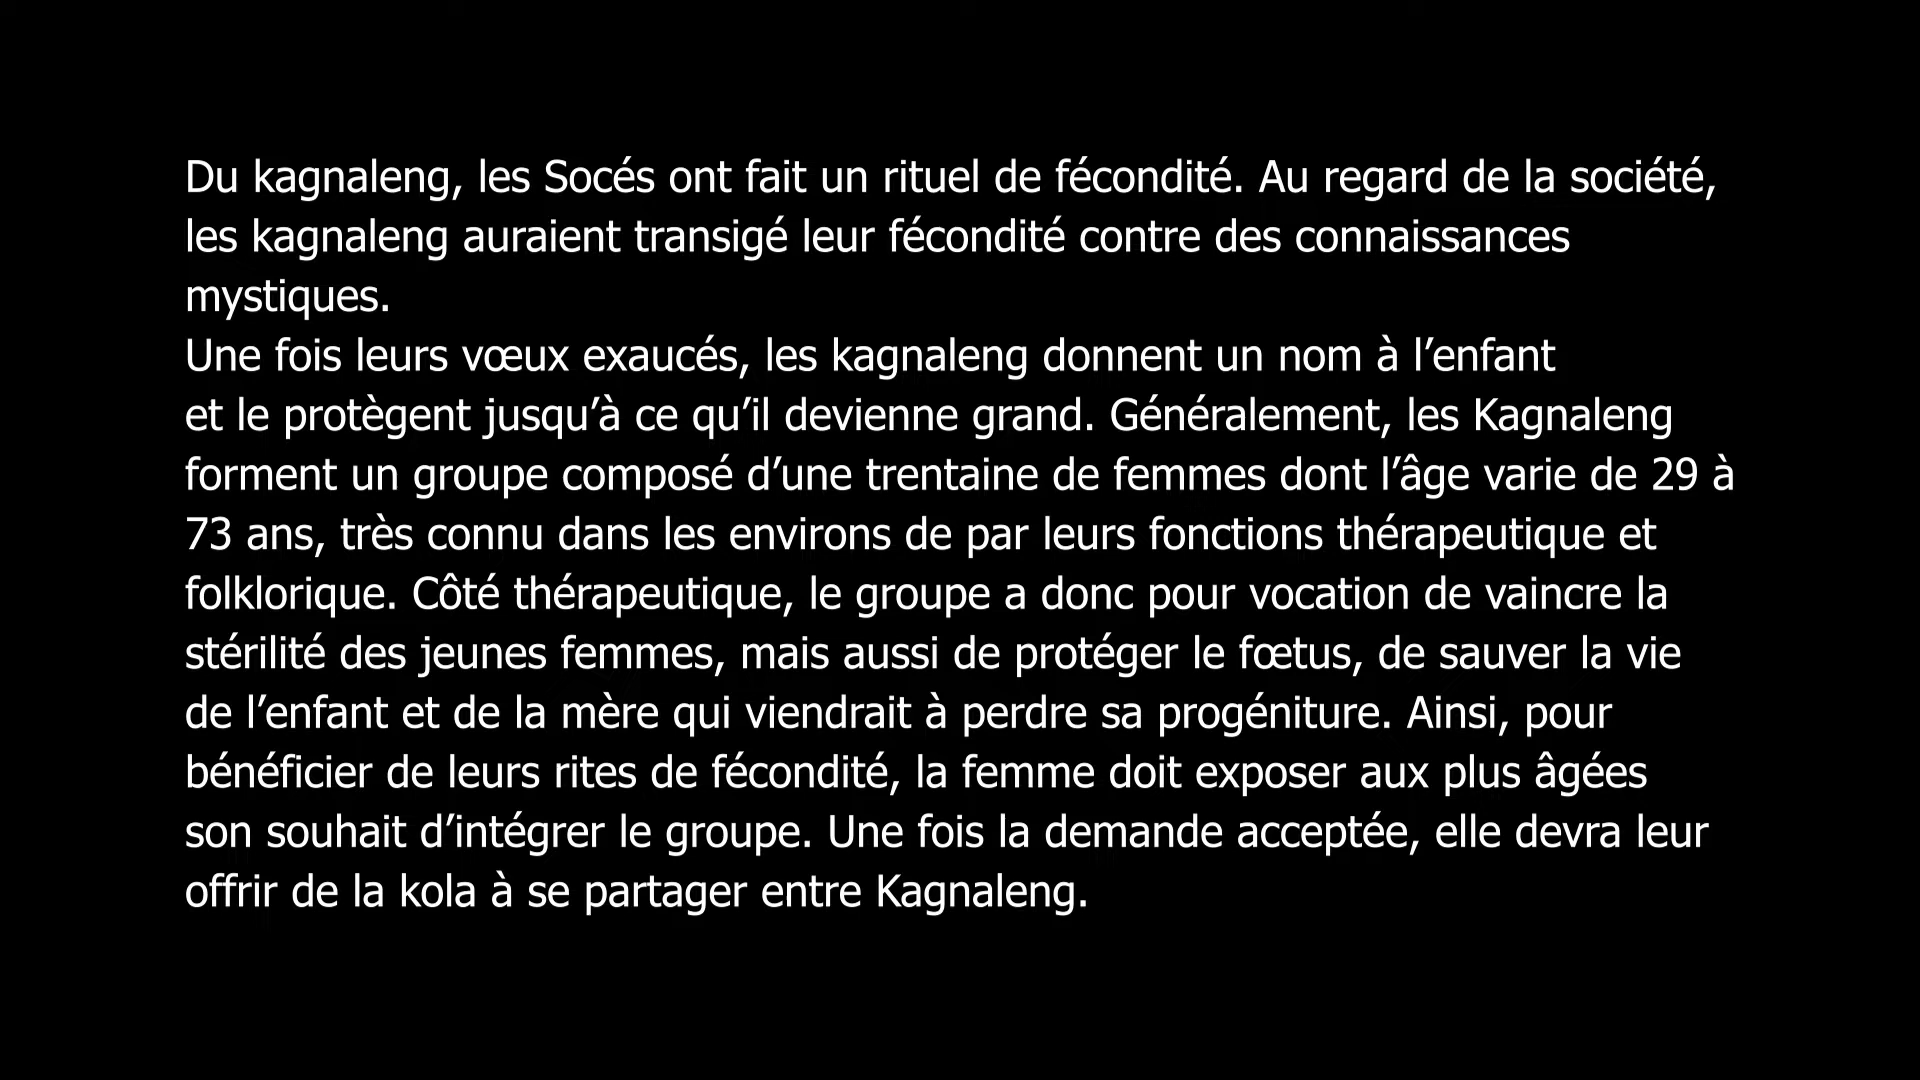 Du kagnaleng, les Socés ont fait un rituel de fécondité. Au regard de la société,
les kagnaleng auraient transigé leur fécondité contre des connaissances
mystiques.
Une fois leurs vœux exaucés, les kagnaleng donnent un nom à l’enfant
et le protègent jusqu’à ce qu’il devienne grand. Généralement, les Kagnaleng
forment un groupe composé d’une trentaine de femmes dont l’âge varie de 29 à
73 ans, très connu dans les environs de par leurs fonctions thérapeutique et
folklorique. Côté thérapeutique, le groupe a donc pour vocation de vaincre la
stérilité des jeunes femmes, mais aussi de protéger le fœtus, de sauver la vie
de l’enfant et de la mère qui viendrait à perdre sa progéniture. Ainsi, pour
bénéficier de leurs rites de fécondité, la femme doit exposer aux plus âgées
son souhait d’intégrer le groupe. Une fois la demande acceptée, elle devra leur
offrir de la kola à se partager entre Kagnaleng.